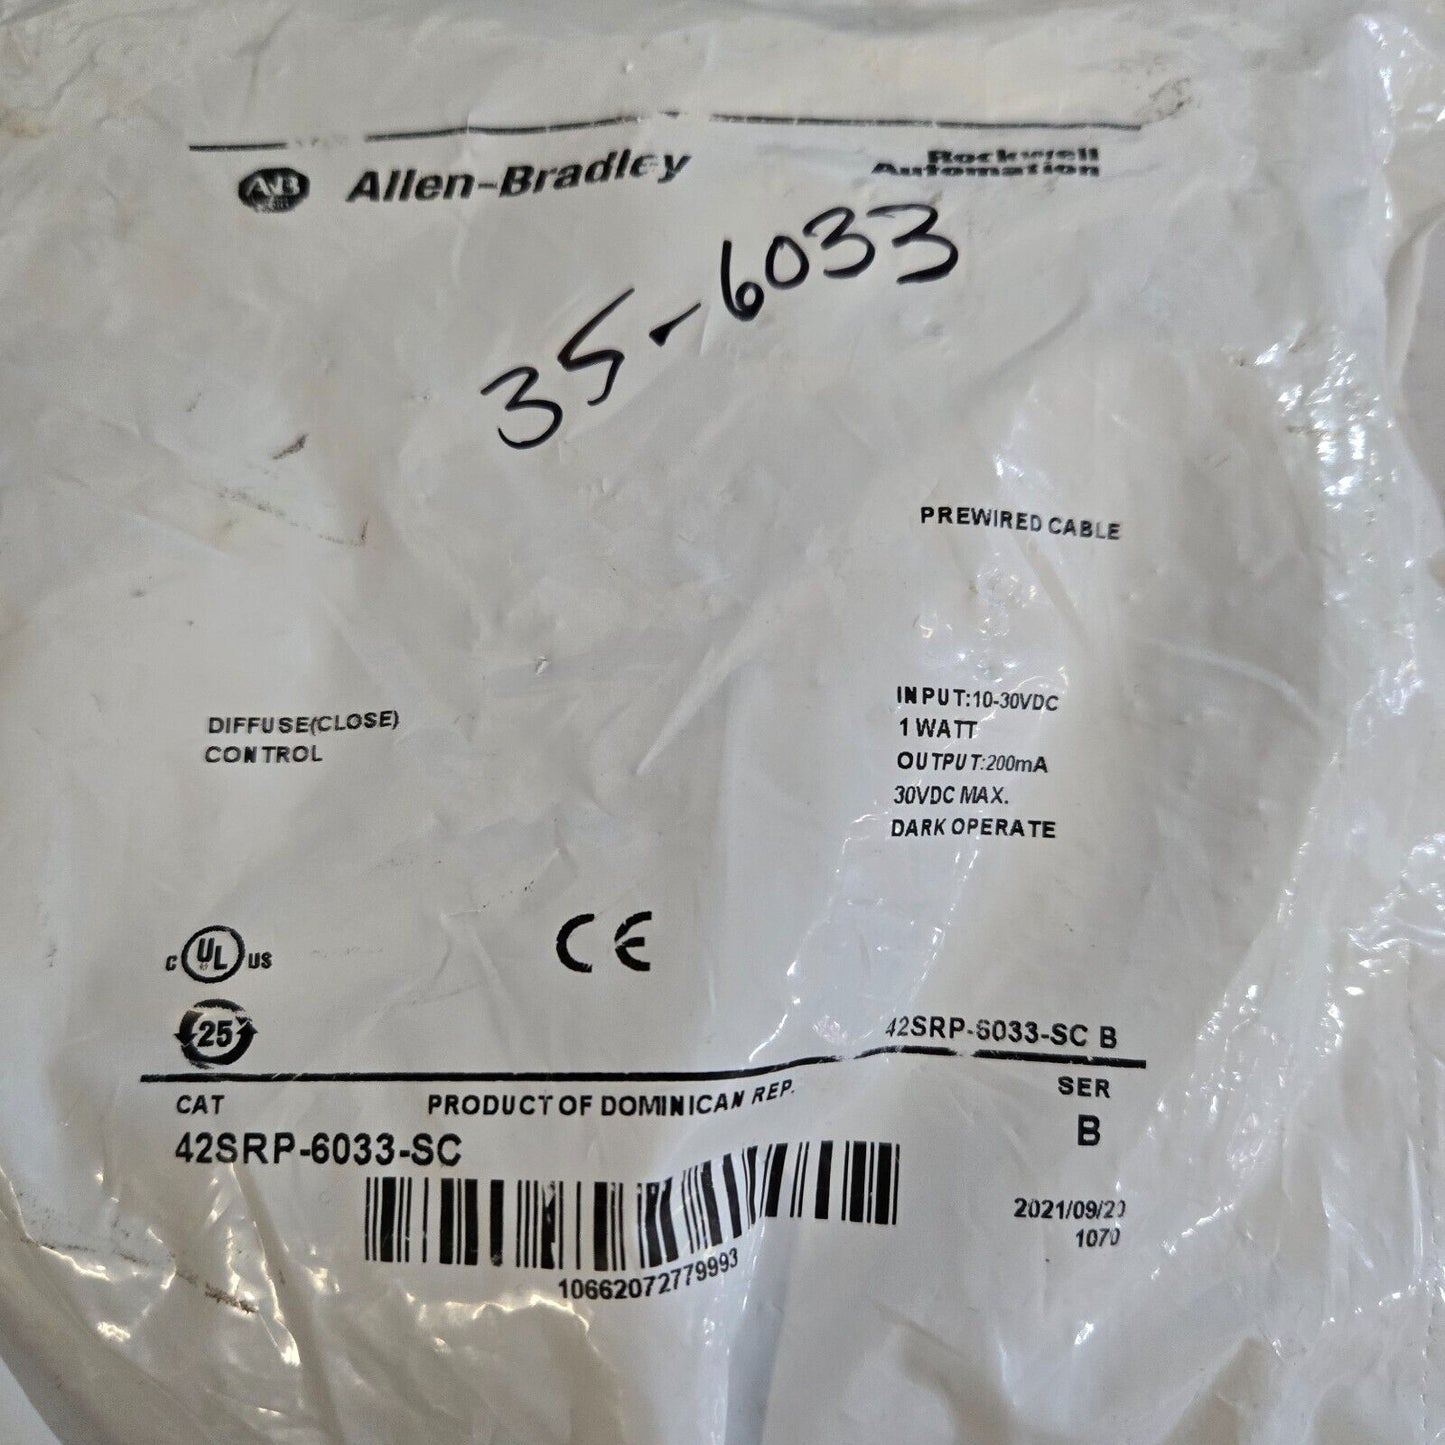 AB Allen-Bradley
Rockwell
Automation
35-6033
PREWIRED CABLE
INPUT:10-30VDC
1 WATT
OUTPUT:200mA
30VDC MAX.
DARK OPERATE
DIFFUSE(CLOSE)
CONTROL
C UL US
CE
25
42SRP-6033-SC B
CAT
PRODUCT OF DOMINICAN REP.
SER
42SRP-6033-SC
B
2021/09/20
1070
10662072779993